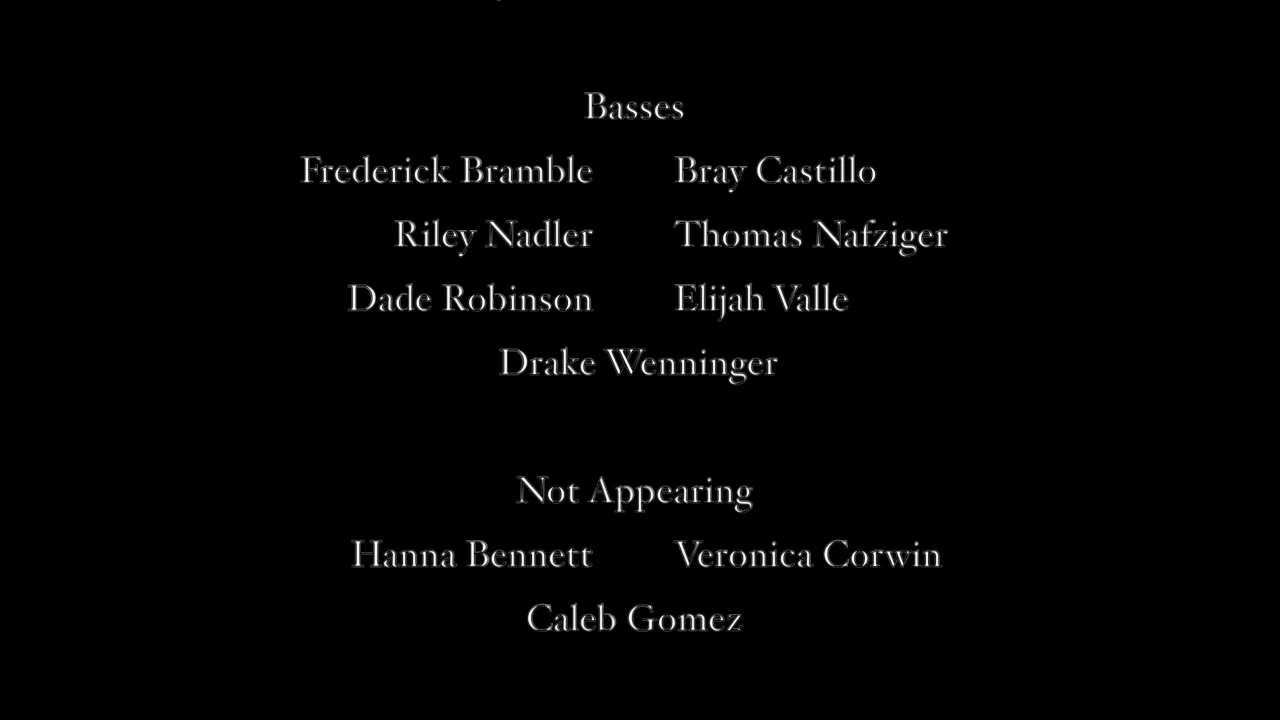 Basses
Frederick Bramble Bray Castillo
Riley Nadler Thomas Nafziger
Dade Robinson Elijah Valle
Drake Wenninger
Not Appearing
Hanna Bennett Veronica Corwin
Caleb Gomez